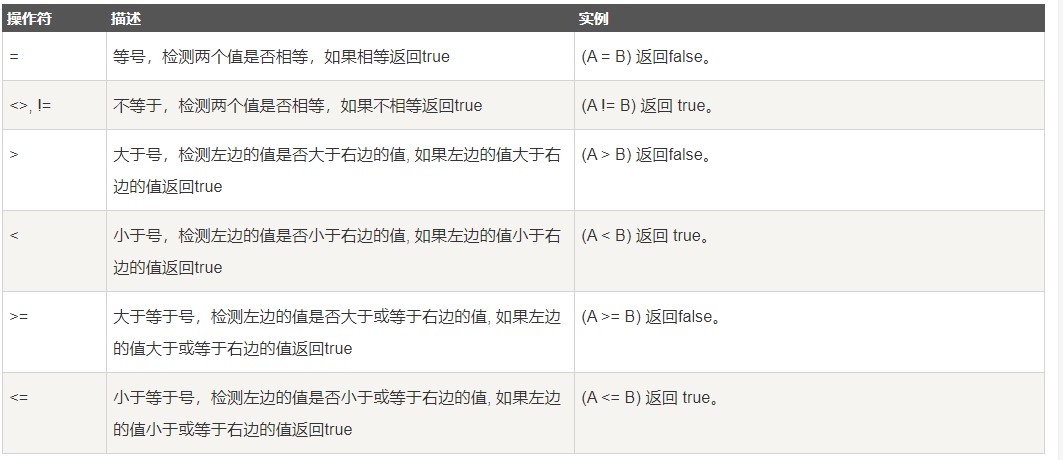 操作符 描述 实例
= 等号，检测两个值是否相等，如果相等返回true (A = B) 返回false。
<>, != 不等于，检测两个值是否相等，如果不相等返回true (A != B) 返回 true。
> 大于号，检测左边的值是否大于右边的值, 如果左边的值大于右 (A > B) 返回false。
边的值返回true
< 小于号，检测左边的值是否小于右边的值, 如果左边的值小于右 (A < B) 返回 true。
边的值返回true
>= 大于等于号，检测左边的值是否大于或等于右边的值, 如果左边 (A >= B) 返回false。
的值大于或等于右边的值返回true
<= 小于等于号，检测左边的值是否小于或等于右边的值, 如果左边 (A <= B) 返回 true。
的值小于或等于右边的值返回true